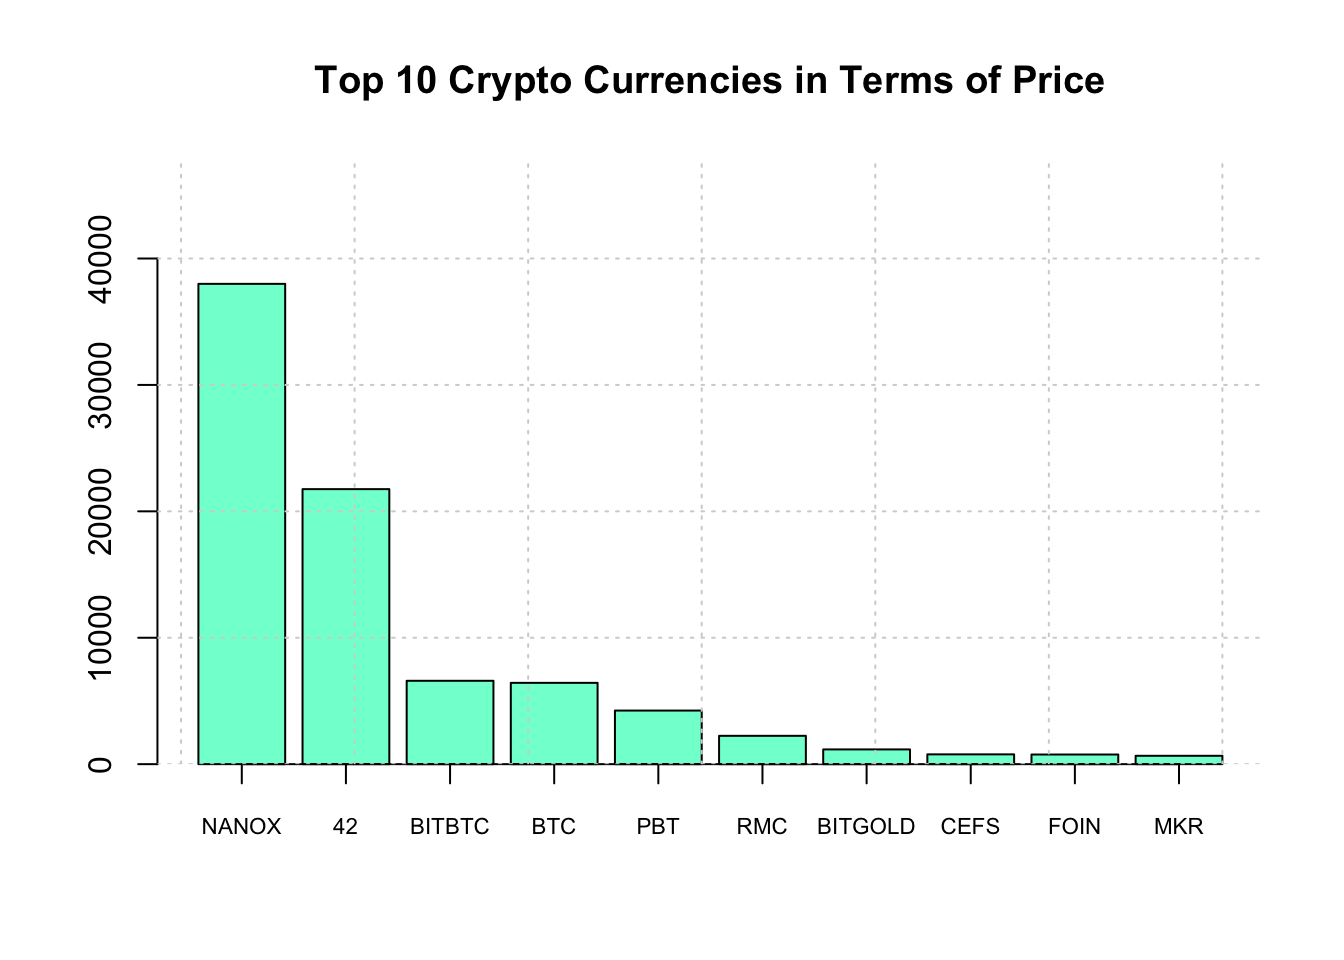 Top 10 Crypto Currencies in Terms of Price
40000
30000
20000
10000
0
NANOX 42 BITBTC BTC PBT RMC BITGOLD CEFS FOIN MKR